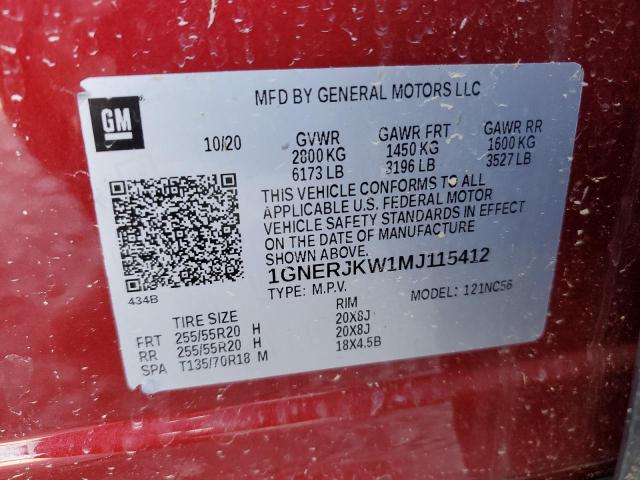 MFD BY GENERAL MOTORS LLC
GM
10/20 GVWR GAWR FRT GAWR RR
2800 KG 1450 KG 1600 KG
6173 LB 3196 LB 3527 LB
THIS VEHICLE CONFORMS TO ALL
APPLICABLE U.S. FEDERAL MOTOR
VEHICLE SAFETY STANDARDS IN EFFECT
ON THE DATE OF MANUFACTURE
SHOWN ABOVE.
1GNERJKW1MJ115412
434B
TYPE: M.P.V. MODEL: 121NC56
TIRE SIZE RIM
FRT 255/55R20 H 20X8J
RR 255/55R20 H 20X8J
SPA T135/70R18 M 18X4.5B